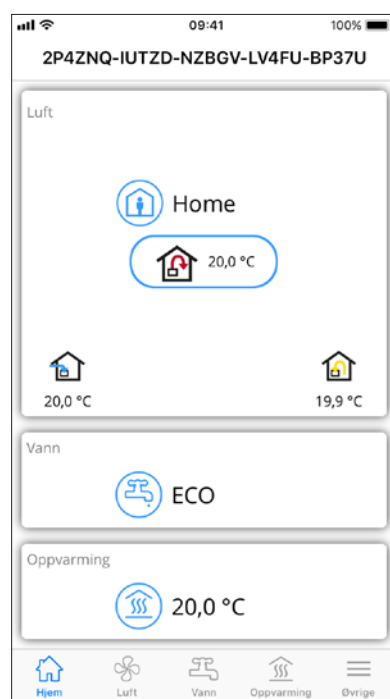 09:41
100%
2P4ZNQ-IUTZD-NZBGV-LV4FU-BP37U
Luft
Home
20,0 °C
20,0 °C
19,9 °C
Vann
ECO
Oppvarming
20,0 °C
Hjem
Luft
Vann
Oppvarming
Øvrige